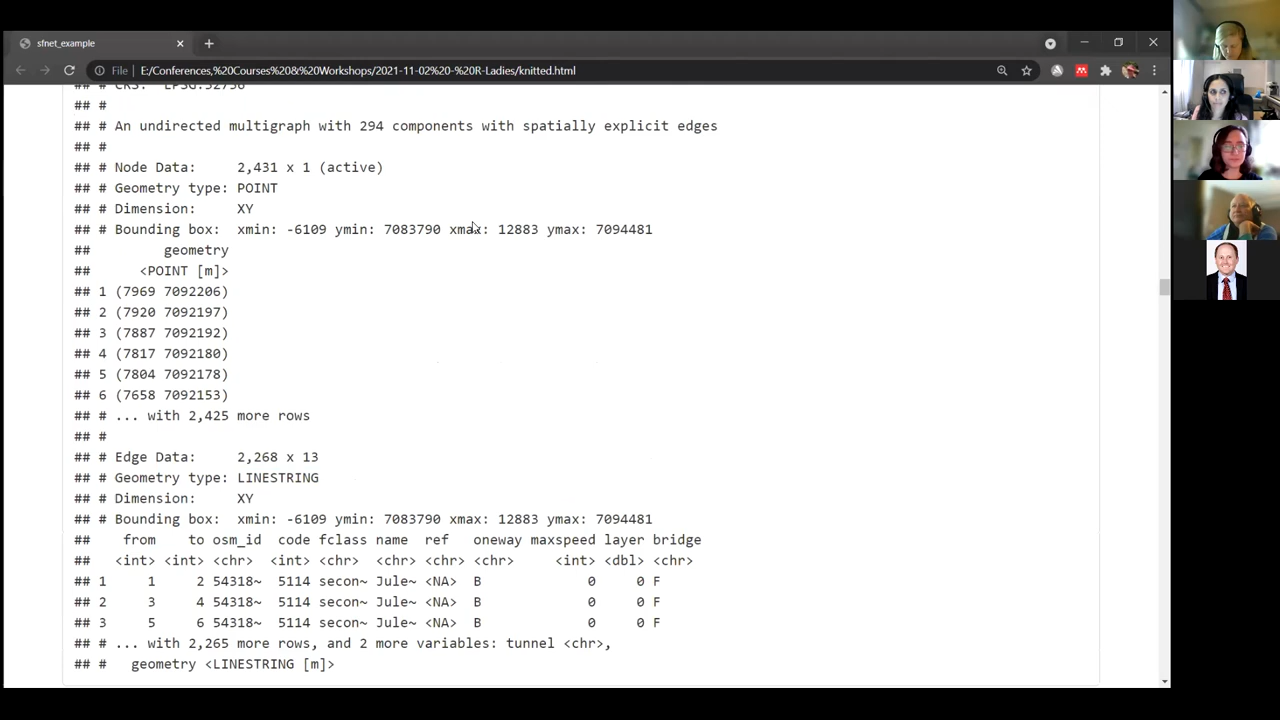 sfnet_example
File E:/Conferences,%20Courses%20&%20Workshops/2021-11-02%20-%20R-Ladies/knitted.html
## # CRS: EPSG:32756
## #
## # An undirected multigraph with 294 components with spatially explicit edges
## #
## # Node Data: 2,431 x 1 (active)
## # Geometry type: POINT
## # Dimension: XY
## # Bounding box: xmin: -6109 ymin: 7083790 xmax: 12883 ymax: 7094481
## geometry
## <POINT [m]>
## 1 (7969 7092206)
## 2 (7920 7092197)
## 3 (7887 7092192)
## 4 (7817 7092180)
## 5 (7804 7092178)
## 6 (7658 7092153)
## # ... with 2,425 more rows
## #
## # Edge Data: 2,268 x 13
## # Geometry type: LINESTRING
## # Dimension: XY
## # Bounding box: xmin: -6109 ymin: 7083790 xmax: 12883 ymax: 7094481
## from to osm_id code fclass name ref oneway maxspeed layer bridge
## <int> <int> <chr> <int> <chr> <chr> <chr> <chr> <int> <dbl> <chr>
## 1 1 2 54318~ 5114 secon~ Jule~ <NA> B 0 0 F
## 2 3 4 54318~ 5114 secon~ Jule~ <NA> B 0 0 F
## 3 5 6 54318~ 5114 secon~ Jule~ <NA> B 0 0 F
## # ... with 2,265 more rows, and 2 more variables: tunnel <chr>,
## # geometry <LINESTRING [m]>